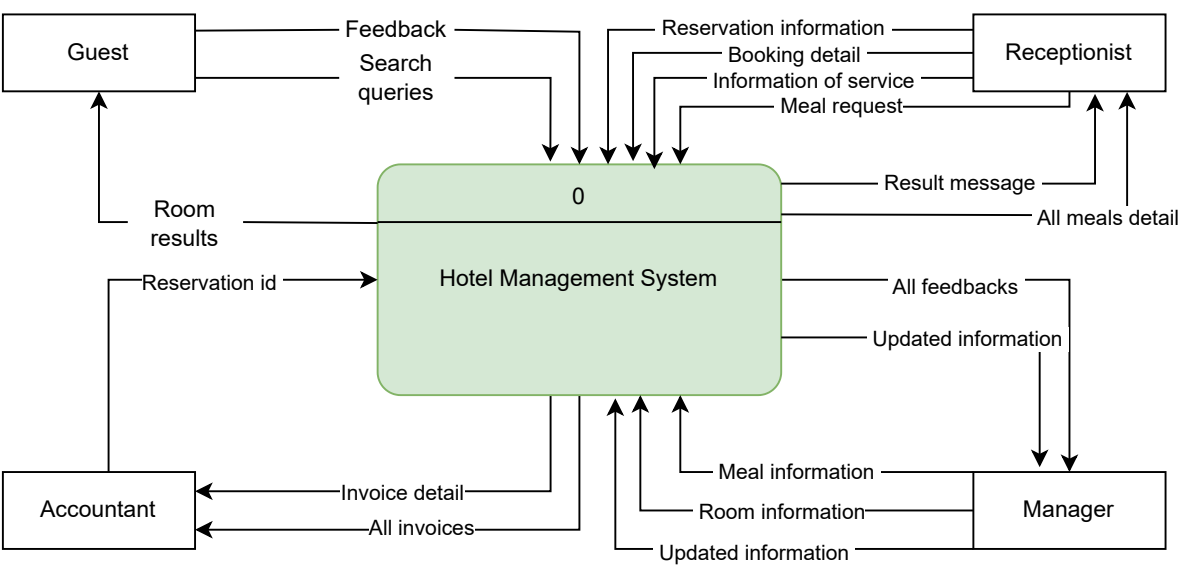 Guest
Feedback
Search
queries
Reservation information
Booking detail
Information of service
Meal request
Receptionist
0
Result message
All meals detail
Room
results
Reservation id
Hotel Management System
All feedbacks
Updated information
Accountant
Invoice detail
All invoices
Meal information
Room information
Updated information
Manager